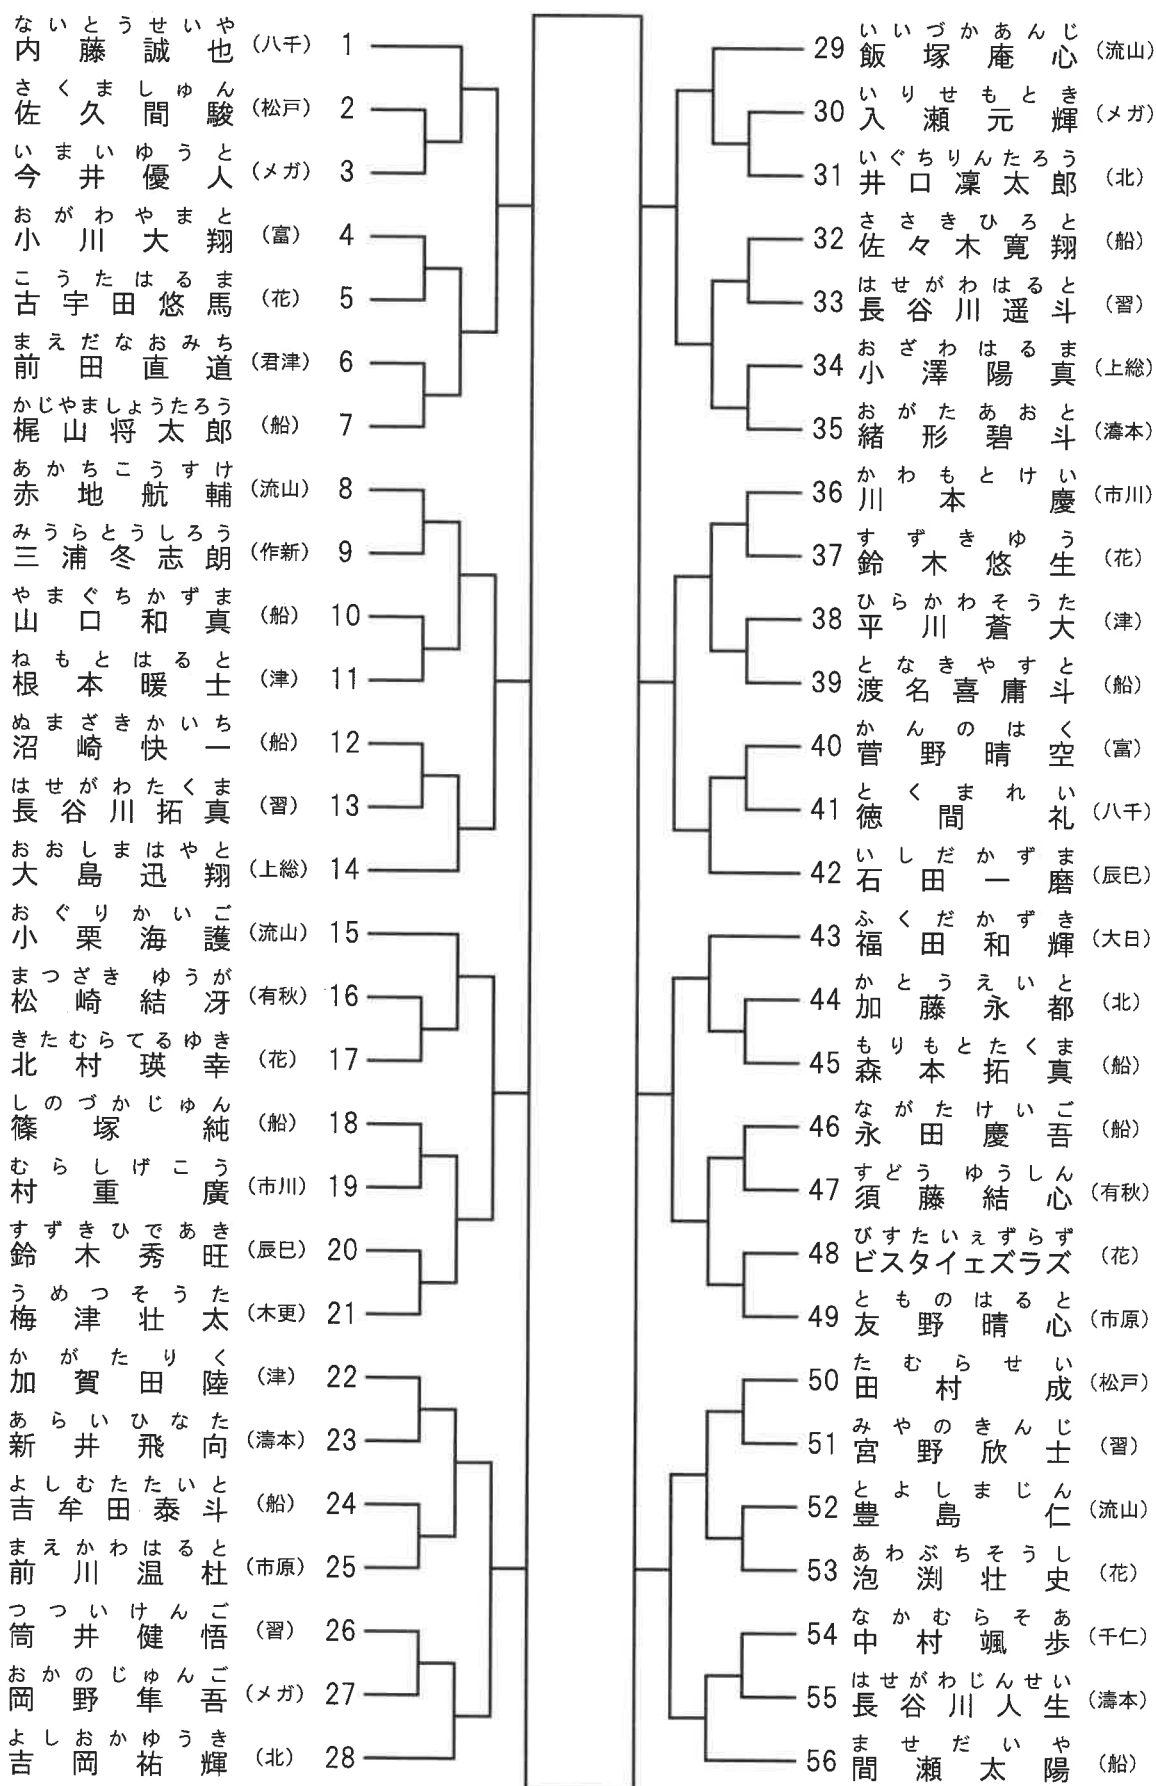 ないとうせいや
内藤誠也 (八千) 1
さくましゅん
佐久間駿 (松戸) 2
いまいゆうと
今井優人 (メガ) 3
おがわやまと
小川大翔 (富) 4
こうたはるま
古宇田悠馬 (花) 5
まえだなおみち
前田直道 (君津) 6
かじやましょうたろう
梶山将太郎 (船) 7
あかちこうすけ
赤地航輔 (流山) 8
みうらとうしろう
三浦冬志朗 (作新) 9
やまぐちかずま
山口和真 (船) 10
ねもとはると
根本暖士 (津) 11
ぬまざきかいち
沼崎快一 (船) 12
はせがわたくま
長谷川拓真 (習) 13
おおしまはやと
大島迅翔 (上総) 14
おぐりかいご
小栗海護 (流山) 15
まつざき ゆうが
松崎結冴 (有秋) 16
きたむらてるゆき
北村瑛幸 (花) 17
しのづかじゅん
篠塚純 (船) 18
むらしげこう
村重廣 (市川) 19
すずきひであき
鈴木秀旺 (辰巳) 20
うめつそうた
梅津壮太 (木更) 21
かがたりく
加賀田陸 (津) 22
あらいひなた
新井飛向 (濤本) 23
よしむたたいと
吉牟田泰斗 (船) 24
まえかわはると
前川温杜 (市原) 25
つついけんご
筒井健悟 (習) 26
おかのじゅんご
岡野隼吾 (メガ) 27
よしおかゆうき
吉岡祐輝 (北) 28
いいづかあんじ
29 飯塚庵心 (流山)
いりせもとき
30 入瀬元輝 (メガ)
いぐちりんたろう
31 井口凜太郎 (北)
ささきひろと
32 佐々木寛翔 (船)
はせがわはると
33 長谷川遥斗 (習)
おざわはるま
34 小澤陽真 (上総)
おがたあおと
35 緒形碧斗 (濤本)
かわもとけい
36 川本慶 (市川)
すずきゆう
37 鈴木悠生 (花)
ひらかわそうた
38 平川蒼大 (津)
となきやすと
39 渡名喜庸斗 (船)
かんのはく
40 菅野晴空 (富)
とくまれい
41 徳間礼 (八千)
いしだかずま
42 石田一磨 (辰巳)
ふくだかずき
43 福田和輝 (大日)
かとうえいと
44 加藤永都 (北)
もりもとたくま
45 森本拓真 (船)
ながたけいご
46 永田慶吾 (船)
すどう ゆうしん
47 須藤結心 (有秋)
びすたいぇずらず
48 ビスタイェズラズ (花)
とものはると
49 友野晴心 (市原)
たむらせい
50 田村成 (松戸)
みやのきんじ
51 宮野欣士 (習)
とよしまじん
52 豊島仁 (流山)
あわぶちそうし
53 泡渕壮史 (花)
なかむらそあ
54 中村颯歩 (千仁)
はせがわじんせい
55 長谷川人生 (濤本)
ませだいや
56 間瀬太陽 (船)